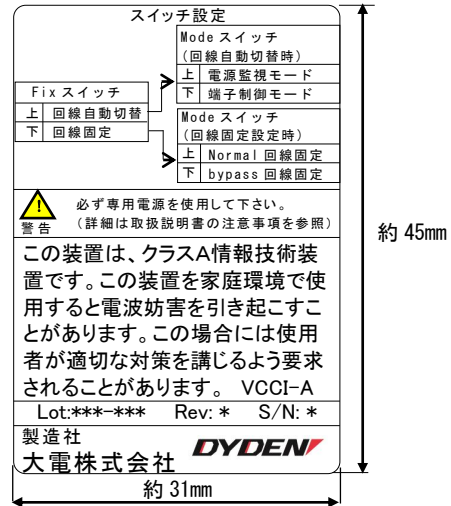 スイッチ設定
Mode スイッチ
(回線自動切替時)
上 電源監視モード
下 端子制御モード
Fix スイッチ
上 回線自動切替
下 回線固定
Mode スイッチ
(回線固定設定時)
上 Normal 回線固定
下 bypass 回線固定
警告
必ず専用電源を使用して下さい。
(詳細は取扱説明書の注意事項を参照)
この装置は、クラスA情報技術装
置です。この装置を家庭環境で使
用すると電波妨害を引き起こすこ
とがあります。この場合には使用
者が適切な対策を講じるよう要求
されることがあります。 VCCI-A
Lot:***-*** Rev: * S/N: *
製造社
大電株式会社 DYDEN
約 45mm
約 31mm